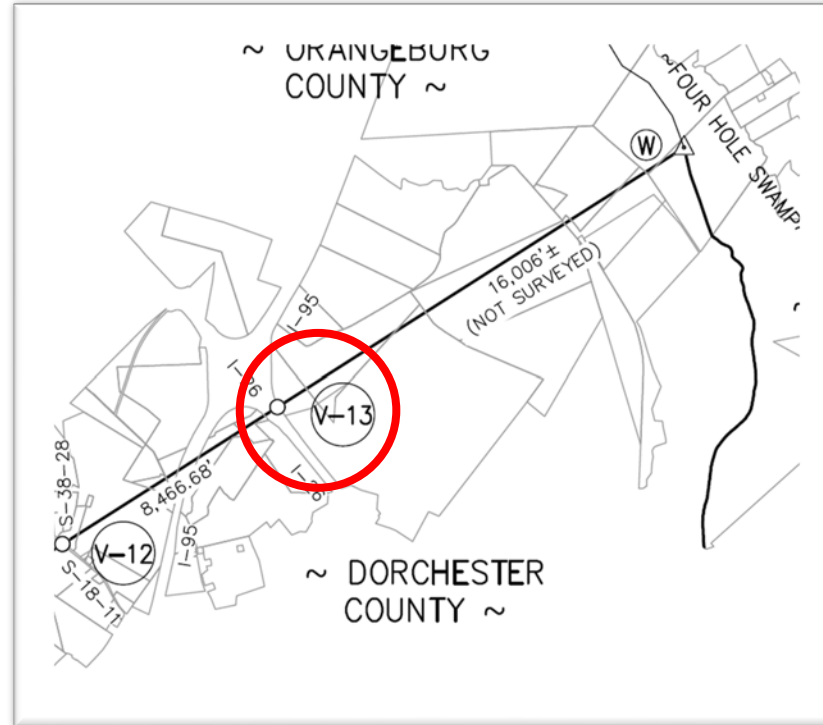 ~ ORANGEBURG
COUNTY ~
~FOUR HOLE SWAMP~
W
16,006'±
(NOT SURVEYED)
I-95
I-26
V-13
S-38-28
8,466.68'
I-26
I-95
V-12
S-18-11
~ DORCHESTER
COUNTY ~
~